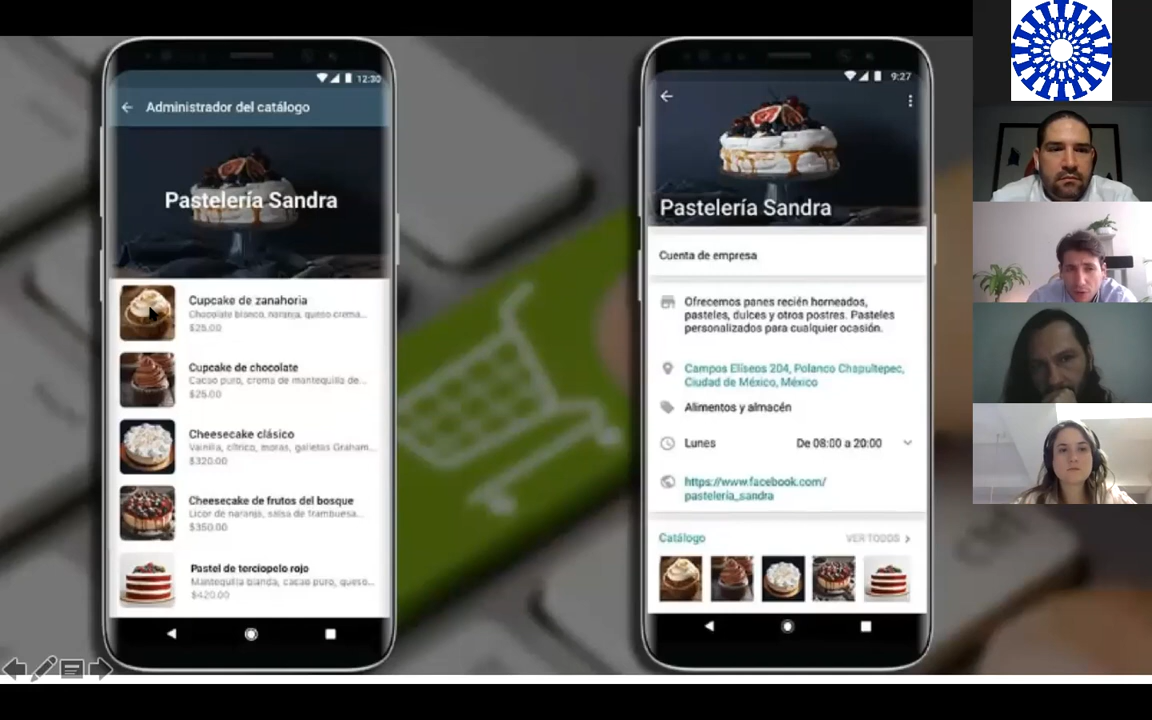 12:30
Administrador del catálogo
Pastelería Sandra
Cupcake de zanahoria
Chocolate blanco, naranja, queso crema...
$25.00
Cupcake de chocolate
Cacao puro, crema de mantequilla de...
$25.00
Cheesecake clásico
Vainilla, cítrico, moras, galletas Graham...
$320.00
Cheesecake de frutos del bosque
Licor de naranja, salsa de frambuesa...
$350.00
Pastel de terciopelo rojo
Mantequilla blanda, cacao puro, queso...
$420.00
9:27
Pastelería Sandra
Cuenta de empresa
Ofrecemos panes recién horneados,
pasteles, dulces y otros postres. Pasteles
personalizados para cualquier ocasión.
Campos Elíseos 204, Polanco Chapultepec,
Ciudad de México, México
Alimentos y almacén
Lunes De 08:00 a 20:00
https://www.facebook.com/
pastelería_sandra
Catálogo VER TODOS